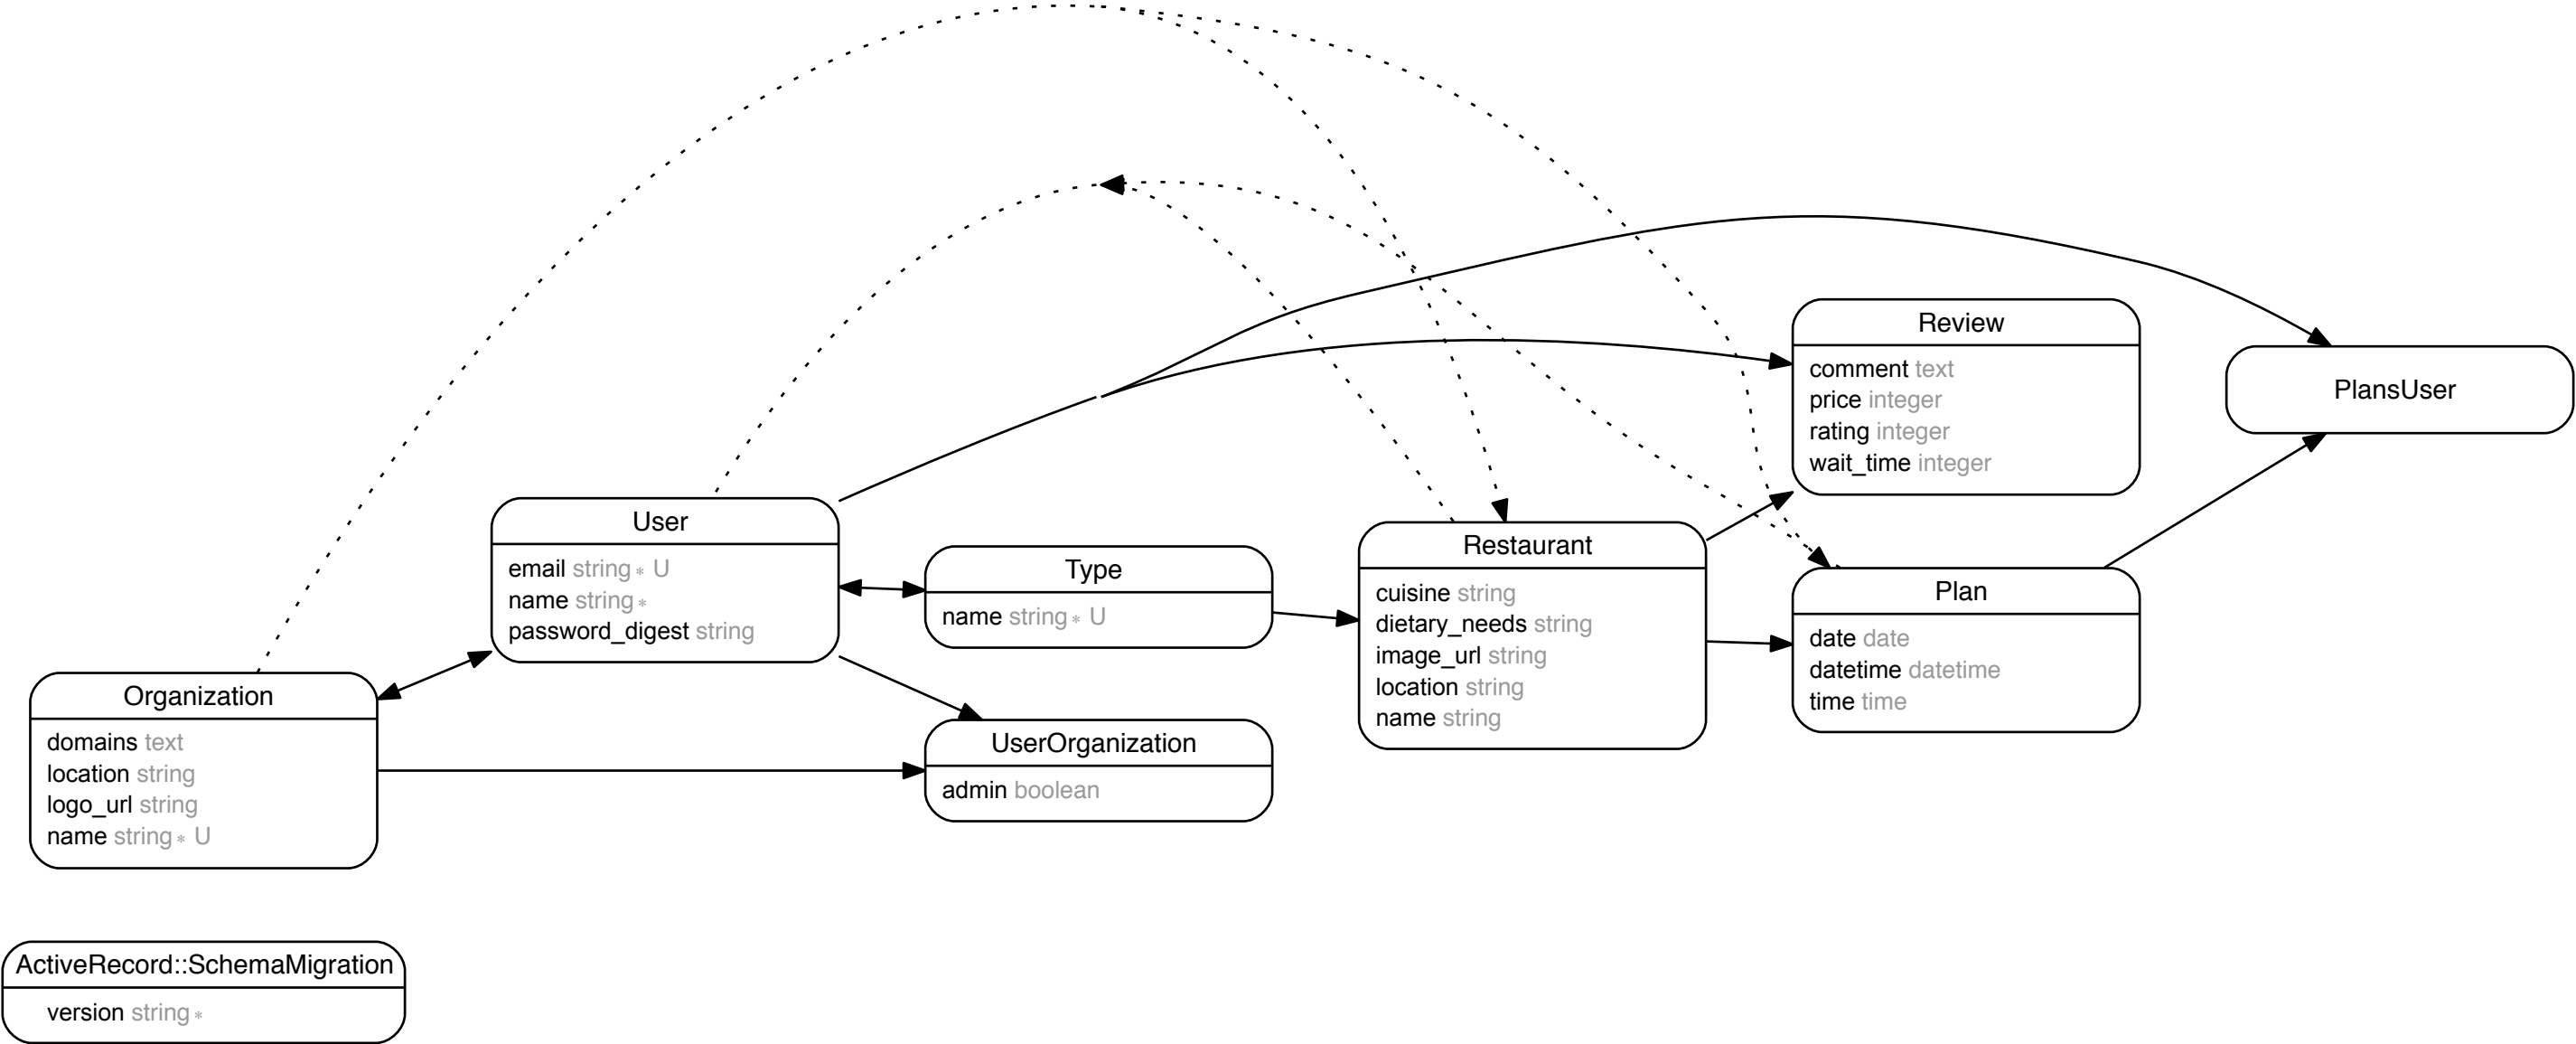 Review
comment text
price integer
rating integer
wait_time integer
PlansUser
User
email string∗ U
name string∗
password_digest string
Type
name string∗ U
Restaurant
cuisine string
dietary_needs string
image_url string
location string
name string
Plan
date date
datetime datetime
time time
Organization
domains text
location string
logo_url string
name string∗ U
UserOrganization
admin boolean
ActiveRecord::SchemaMigration
version string∗